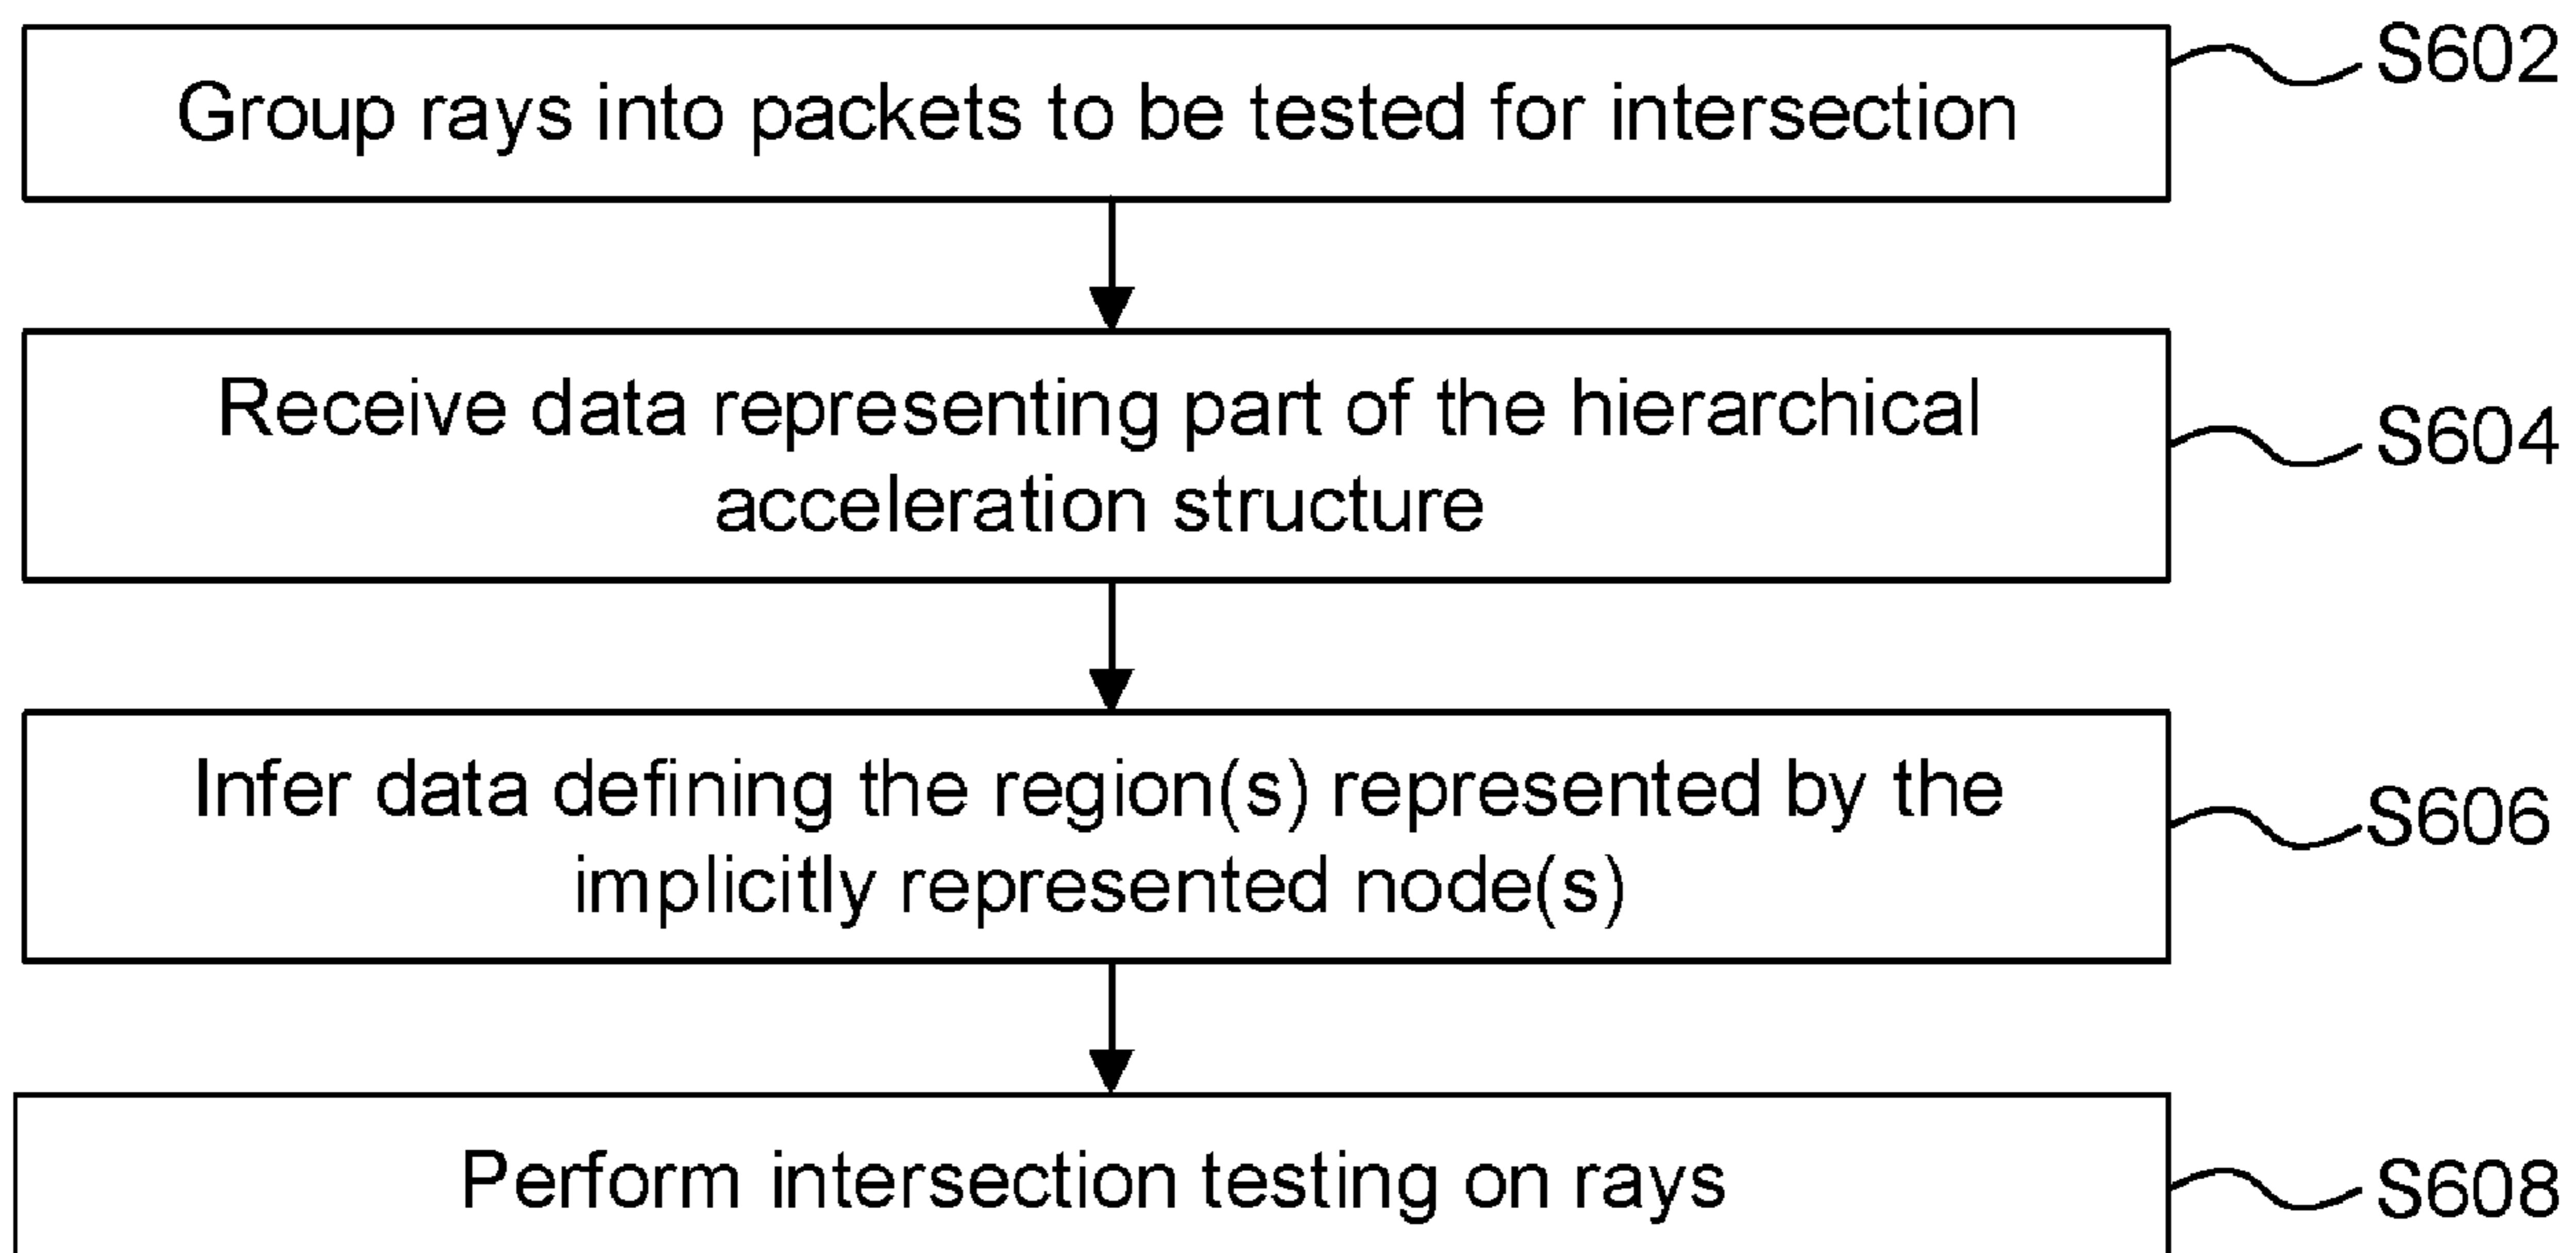 Group rays into packets to be tested for intersection
S602
Receive data representing part of the hierarchical
acceleration structure
S604
Infer data defining the region(s) represented by the
implicitly represented node(s)
S606
Perform intersection testing on rays
S608